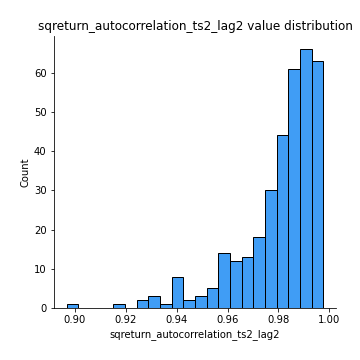 sqreturn_autocorrelation_ts2_lag2 value distribution
60
50
40
30
20
10
0
Count
0.90 0.92 0.94 0.96 0.98 1.00
sqreturn_autocorrelation_ts2_lag2